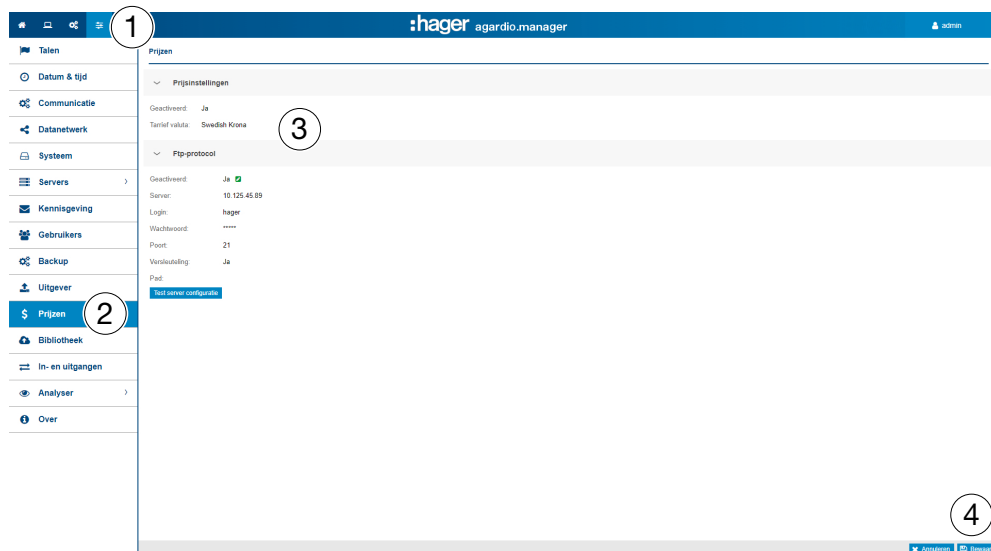 1
:hager agardio.manager
admin
Talen
Datum & tijd
Communicatie
Datanetwerk
Systeem
Servers
Kennisgeving
Gebruikers
Backup
Uitgever
Prijzen
2
Bibliotheek
In- en uitgangen
Analyser
Over
Prijzen
Prijsinstellingen
Geactiveerd: Ja
Tarrief valuta: Swedish Krona
3
Ftp-protocol
Geactiveerd: Ja
Server: 10.125.45.89
Login: hager
Wachtwoord: *****
Poort: 21
Versleuteling: Ja
Pad:
Test server configuratie
4
Annuleren